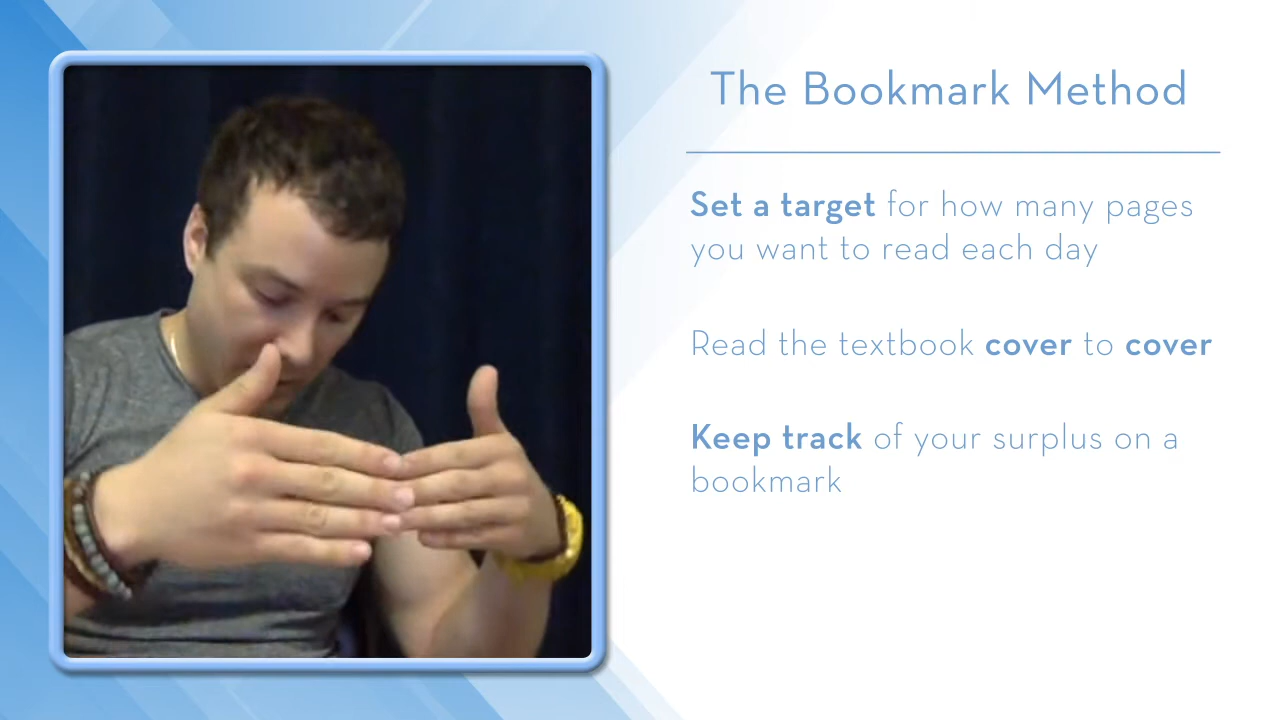 The Bookmark Method
Set a target for how many pages
you want to read each day
Read the textbook cover to cover
Keep track of your surplus on a
bookmark